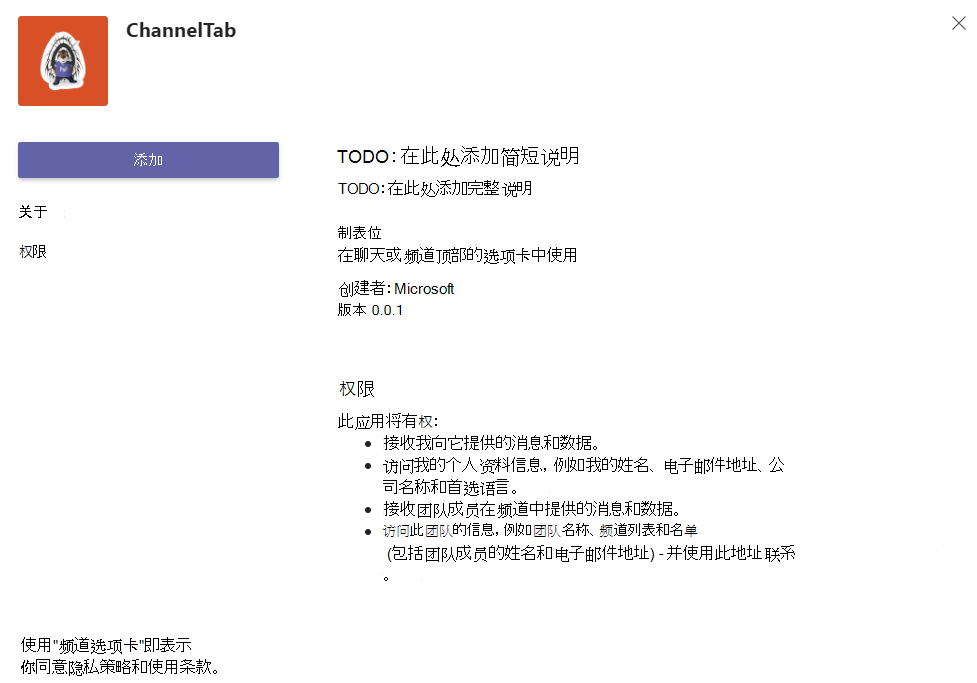 ChannelTab
添加
关于
权限
TODO:在此处添加简短说明
TODO:在此处添加完整说明
制表位
在聊天或频道顶部的选项卡中使用
创建者:Microsoft
版本 0.0.1
权限
此应用将有权:
• 接收我向它提供的消息和数据。
• 访问我的个人资料信息, 例如我的姓名、电子邮件地址、公
司名称和首选语言。
• 接收团队成员在频道中提供的消息和数据。
• 访问此团队的信息, 例如团队名称、频道列表和名单
(包括团队成员的姓名和电子邮件地址) - 并使用此地址联系
。
使用"频道选项卡"即表示
你同意隐私策略和使用条款。